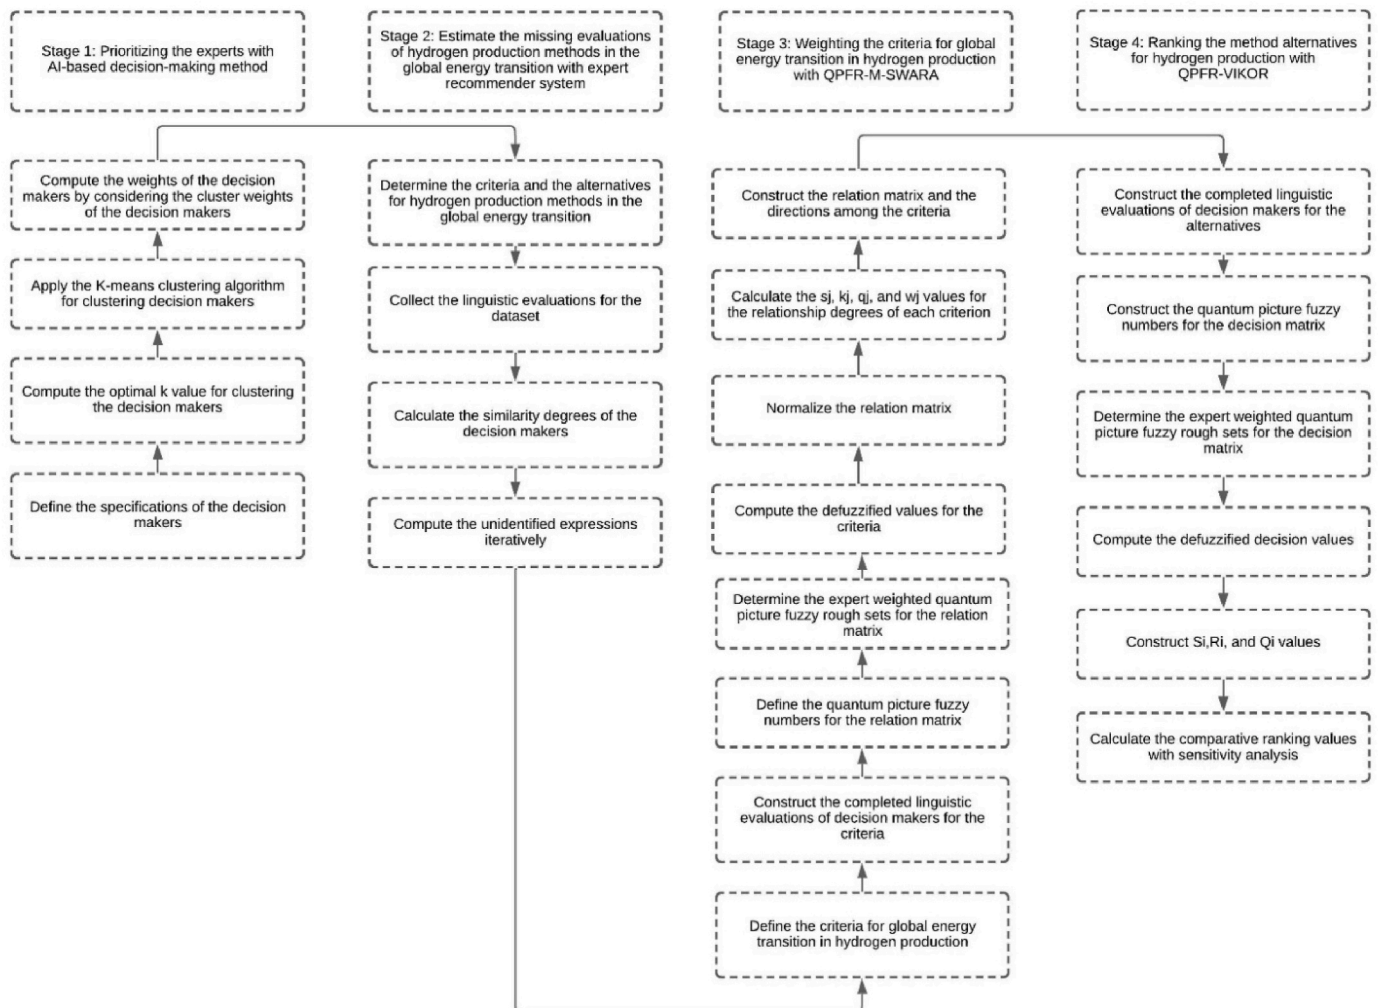 Stage 1: Prioritizing the experts with
AI-based decision-making method
Stage 2: Estimate the missing evaluations
of hydrogen production methods in the
global energy transition with expert
recommender system
Stage 3: Weighting the criteria for global
energy transition in hydrogen production
with QPFR-M-SWARA
Stage 4: Ranking the method alternatives
for hydrogen production with
QPFR-VIKOR
Compute the weights of the decision
makers by considering the cluster weights
of the decision makers
Apply the K-means clustering algorithm
for clustering decision makers
Compute the optimal k value for clustering
the decision makers
Define the specifications of the decision
makers
Determine the criteria and the alternatives
for hydrogen production methods in the
global energy transition
Collect the linguistic evaluations for the
dataset
Calculate the similarity degrees of the
decision makers
Compute the unidentified expressions
iteratively
Construct the relation matrix and the
directions among the criteria
Calculate the sj, kj, qj, and wj values for
the relationship degrees of each criterion
Normalize the relation matrix
Compute the defuzzified values for the
criteria
Determine the expert weighted quantum
picture fuzzy rough sets for the relation
matrix
Define the quantum picture fuzzy
numbers for the relation matrix
Construct the completed linguistic
evaluations of decision makers for the
criteria
Define the criteria for global energy
transition in hydrogen production
Construct the completed linguistic
evaluations of decision makers for the
alternatives
Construct the quantum picture fuzzy
numbers for the decision matrix
Determine the expert weighted quantum
picture fuzzy rough sets for the decision
matrix
Compute the defuzzified decision values
Construct Si,Ri, and Qi values
Calculate the comparative ranking values
with sensitivity analysis